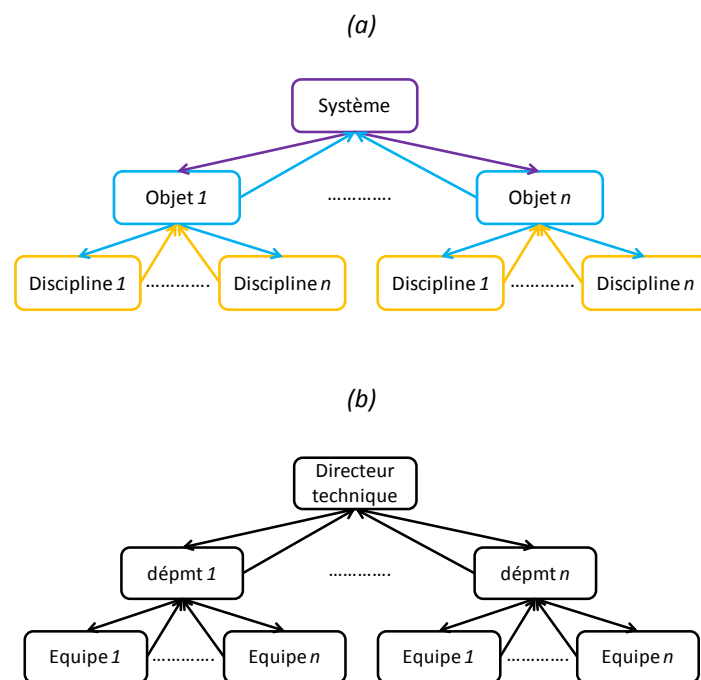 (a)
Système
Objet 1 ………….. Objet n
Discipline 1 ………….. Discipline n Discipline 1 ………….. Discipline n
(b)
Directeur
technique
dépmt 1 ………….. dépmt n
Equipe 1 ………….. Equipe n Equipe 1 ………….. Equipe n